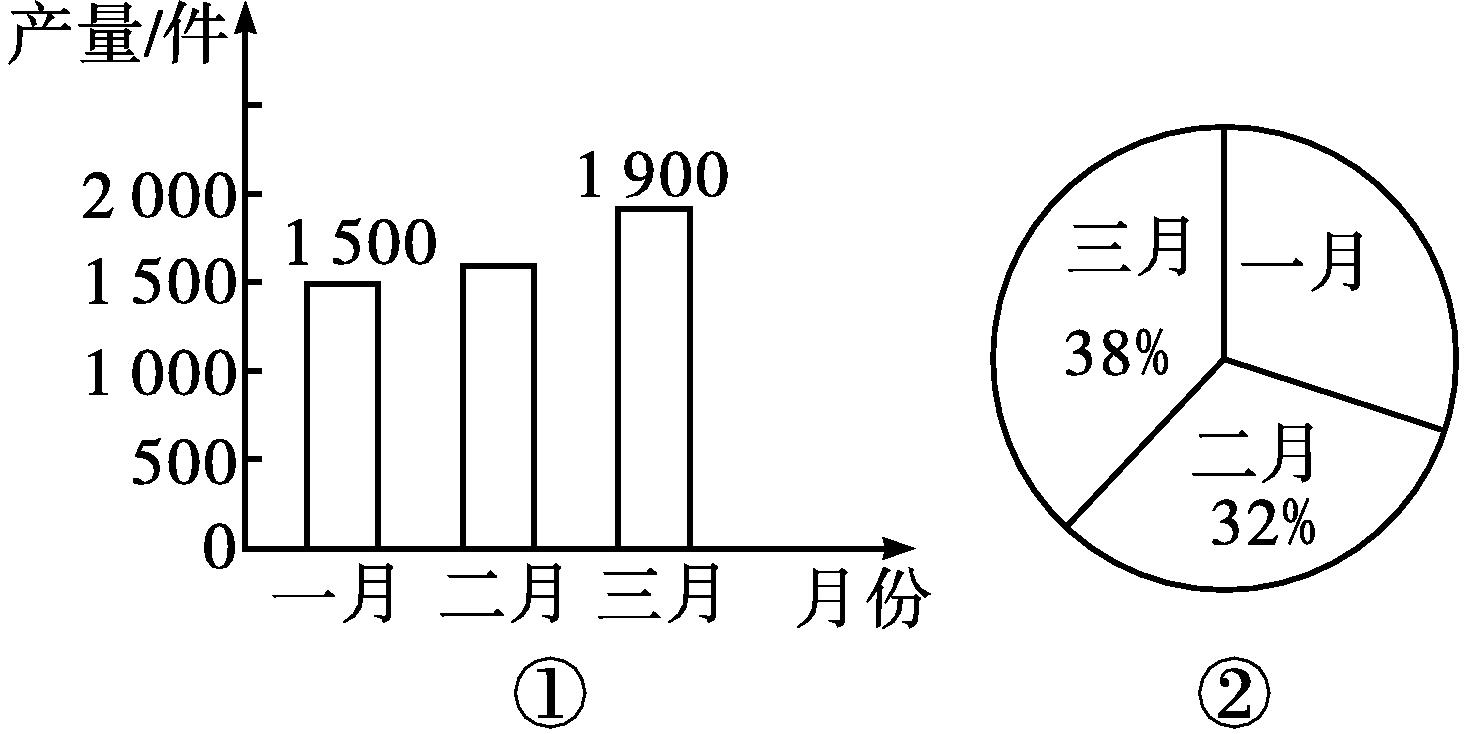 产量/件
2 000
1 500
1 000
500
0
1 500
1 900
一月
二月
三月
月份
①
三月
38%
一月
二月
32%
②